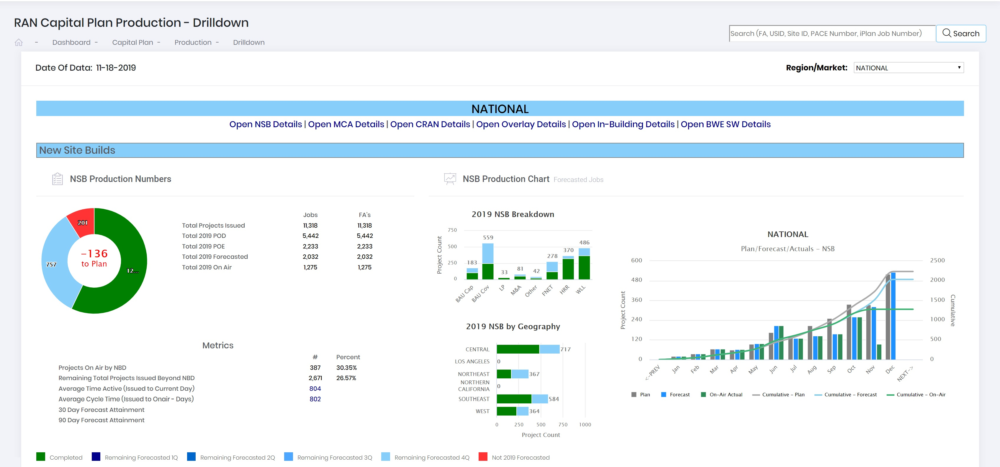 RAN Capital Plan Production - Drilldown
- Dashboard - Capital Plan - Production - Drilldown
Search (FA, USID, Site ID, PACE Number, iPlan Job Number)
Search
Date Of Data: 11-18-2019
Region/Market: NATIONAL
NATIONAL
Open NSB Details | Open MCA Details | Open CRAN Details | Open Overlay Details | Open In-Building Details | Open BWE SW Details
New Site Builds
NSB Production Numbers
201
757
12...
-136
to Plan
Jobs FA's
Total Projects Issued 11,318 11,318
Total 2019 POD 5,442 5,442
Total 2019 POE 2,233 2,233
Total 2019 Forecasted 2,032 2,032
Total 2019 On Air 1,275 1,275
Metrics
# Percent
Projects On Air by NBD 387 30.35%
Remaining Total Projects Issued Beyond NBD 2,671 26.57%
Average Time Active (Issued to Current Day) 804
Average Cycle Time (Issued to Onair - Days) 802
30 Day Forecast Attainment
90 Day Forecast Attainment
NSB Production Chart Forecasted Jobs
2019 NSB Breakdown
Project Count
750
500
250
0
183 559 33 81 42 278 370 486
BAU Cap BAU Cov LP M&A Other FNET HRR WLL
2019 NSB by Geography
CENTRAL 717
LOS ANGELES 0
NORTHEAST 367
NORTHERN
CALIFORNIA 0
SOUTHEAST 584
WEST 364
0 250 500 750 1000
Project Count
NATIONAL
Plan/Forecast/Actuals - NSB
Project Count
600 2500
480 2000
360 1500
240 1000
120 500
0 0
Cumulative
<-PREV Jan Feb Mar Apr May Jun Jul Aug Sep Oct Nov Dec NEXT->
Plan Forecast On-Air Actual Cumulative - Plan Cumulative - Forecast Cumulative - On-Air
Completed Remaining Forecasted 1Q Remaining Forecasted 2Q Remaining Forecasted 3Q Remaining Forecasted 4Q Not 2019 Forecasted